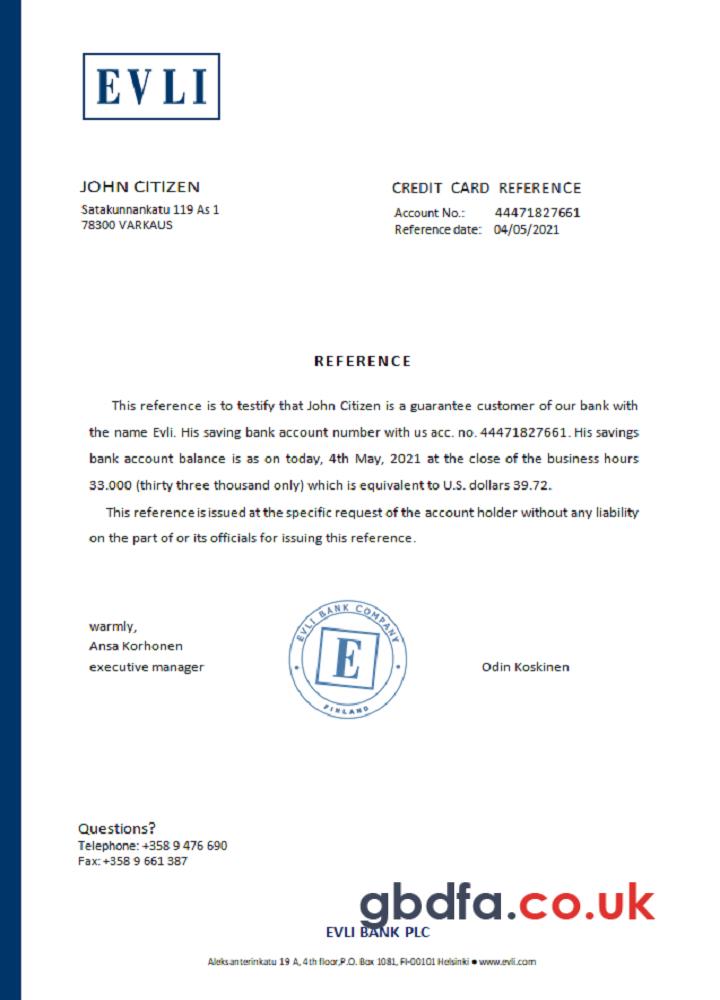 EVLI
JOHN CITIZEN
Satakunnankatu 119 As 1
78300 VARKAUS
CREDIT CARD REFERENCE
Account No.: 44471827661
Reference date: 04/05/2021
REFERENCE
This reference is to testify that John Citizen is a guarantee customer of our bank with
the name Evli. His saving bank account number with us acc. no. 44471827661. His savings
bank account balance is as on today, 4th May, 2021 at the close of the business hours
33.000 (thirty three thousand only) which is equivalent to U.S. dollars 39.72.
This reference is issued at the specific request of the account holder without any liability
on the part of or its officials for issuing this reference.
warmly,
Ansa Korhonen
executive manager
EVLI BANK COMPANY
E
FINLAND
Odin Koskinen
Questions?
Telephone: +358 9 476 690
Fax: +358 9 661 387
gbdfa.co.uk
EVLI BANK PLC
Aleksanterinkatu 19 A, 4th floor,P.O. Box 1081, FI-00101 Helsinki ● www.evli.com